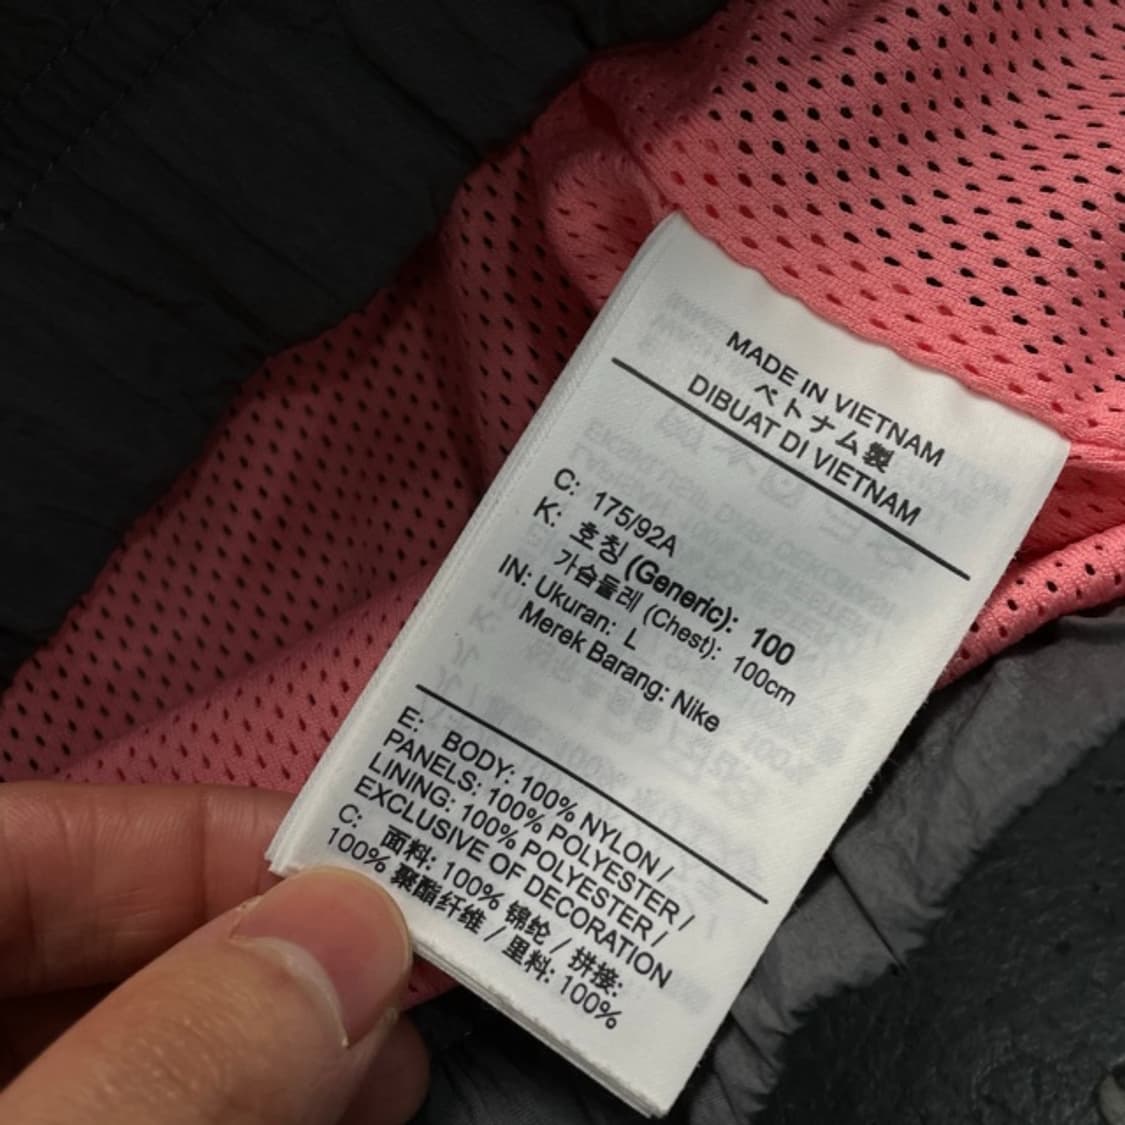 MADE IN VIETNAM
ベトナム製
DIBUAT DI VIETNAM
C: 175/92A
K: 호칭 (Generic): 100
가슴둘레 (Chest): 100cm
IN: Ukuran: L
Merek Barang: Nike
E: BODY: 100% NYLON /
PANELS: 100% POLYESTER /
LINING: 100% POLYESTER /
EXCLUSIVE OF DECORATION
C: 面料: 100% 锦纶 / 拼接:
100% 聚酯纤维 / 里料: 100%